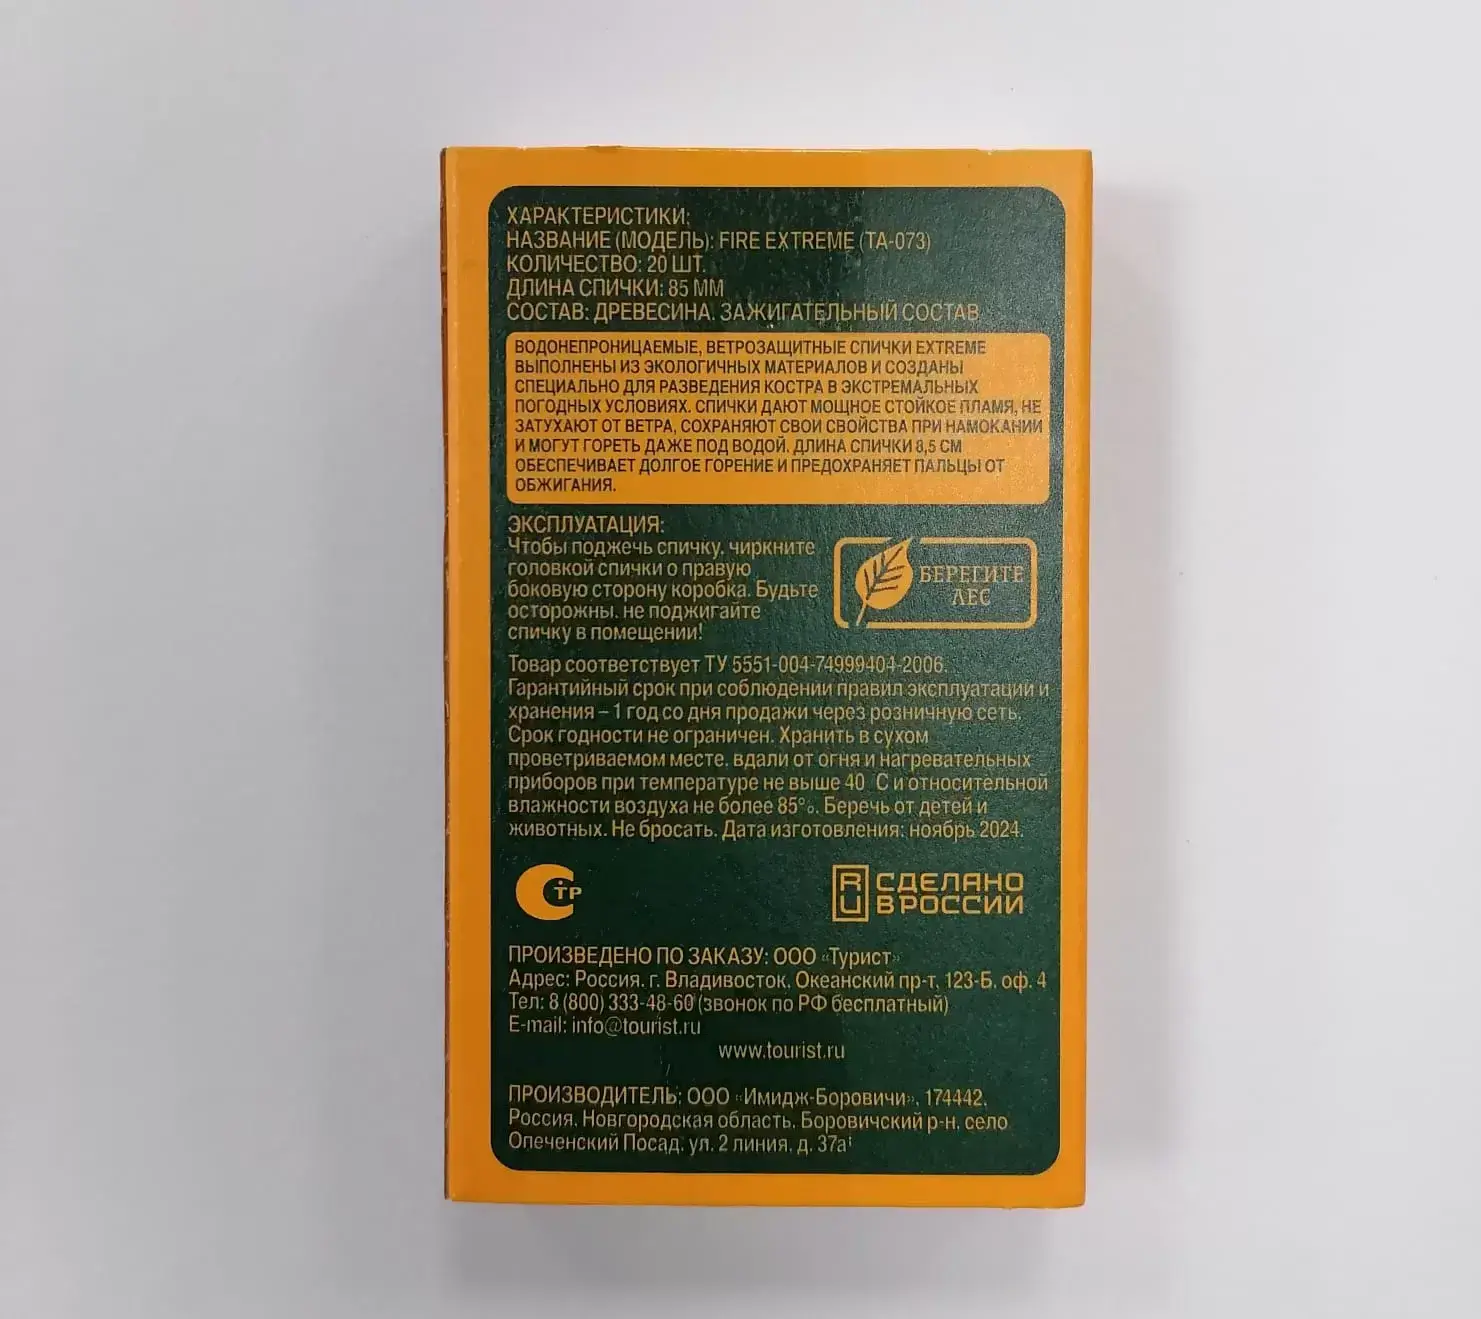 ХАРАКТЕРИСТИКИ:
НАЗВАНИЕ (МОДЕЛЬ): FIRE EXTREME (TA-073)
КОЛИЧЕСТВО: 20 ШТ.
ДЛИНА СПИЧКИ: 85 ММ
СОСТАВ: ДРЕВЕСИНА, ЗАЖИГАТЕЛЬНЫЙ СОСТАВ
ВОДОНЕПРОНИЦАЕМЫЕ, ВЕТРОЗАЩИТНЫЕ СПИЧКИ EXTREME
ВЫПОЛНЕНЫ ИЗ ЭКОЛОГИЧНЫХ МАТЕРИАЛОВ И СОЗДАНЫ
СПЕЦИАЛЬНО ДЛЯ РАЗВЕДЕНИЯ КОСТРА В ЭКСТРЕМАЛЬНЫХ
ПОГОДНЫХ УСЛОВИЯХ. СПИЧКИ ДАЮТ МОЩНОЕ СТОЙКОЕ ПЛАМЯ, НЕ
ЗАТУХАЮТ ОТ ВЕТРА, СОХРАНЯЮТ СВОИ СВОЙСТВА ПРИ НАМОКАНИИ
И МОГУТ ГОРЕТЬ ДАЖЕ ПОД ВОДОЙ. ДЛИНА СПИЧКИ 8,5 СМ
ОБЕСПЕЧИВАЕТ ДОЛГОЕ ГОРЕНИЕ И ПРЕДОХРАНЯЕТ ПАЛЬЦЫ ОТ
ОБЖИГАНИЯ.
ЭКСПЛУАТАЦИЯ:
Чтобы поджечь спичку, чиркните
головкой спички о правую
боковую сторону коробка. Будьте
осторожны, не поджигайте
спичку в помещении!
БЕРЕГИТЕ
ЛЕС
Товар соответствует ТУ 5551-004-74999404-2006.
Гарантийный срок при соблюдении правил эксплуатации и
хранения – 1 год со дня продажи через розничную сеть.
Срок годности не ограничен. Хранить в сухом
проветриваемом месте, вдали от огня и нагревательных
приборов при температуре не выше 40 °С и относительной
влажности воздуха не более 85%. Беречь от детей и
животных. Не бросать. Дата изготовления: ноябрь 2024.
СТР
RU СДЕЛАНО
В РОССИИ
ПРОИЗВЕДЕНО ПО ЗАКАЗУ: ООО «Турист»
Адрес: Россия, г. Владивосток, Океанский пр-т, 123-Б, оф. 4
Тел: 8 (800) 333-48-60 (звонок по РФ бесплатный)
E-mail: info@tourist.ru
www.tourist.ru
ПРОИЗВОДИТЕЛЬ: ООО «Имидж-Боровичи», 174442,
Россия, Новгородская область, Боровичский р-н, село
Опеченский Посад, ул. 2 линия, д. 37а